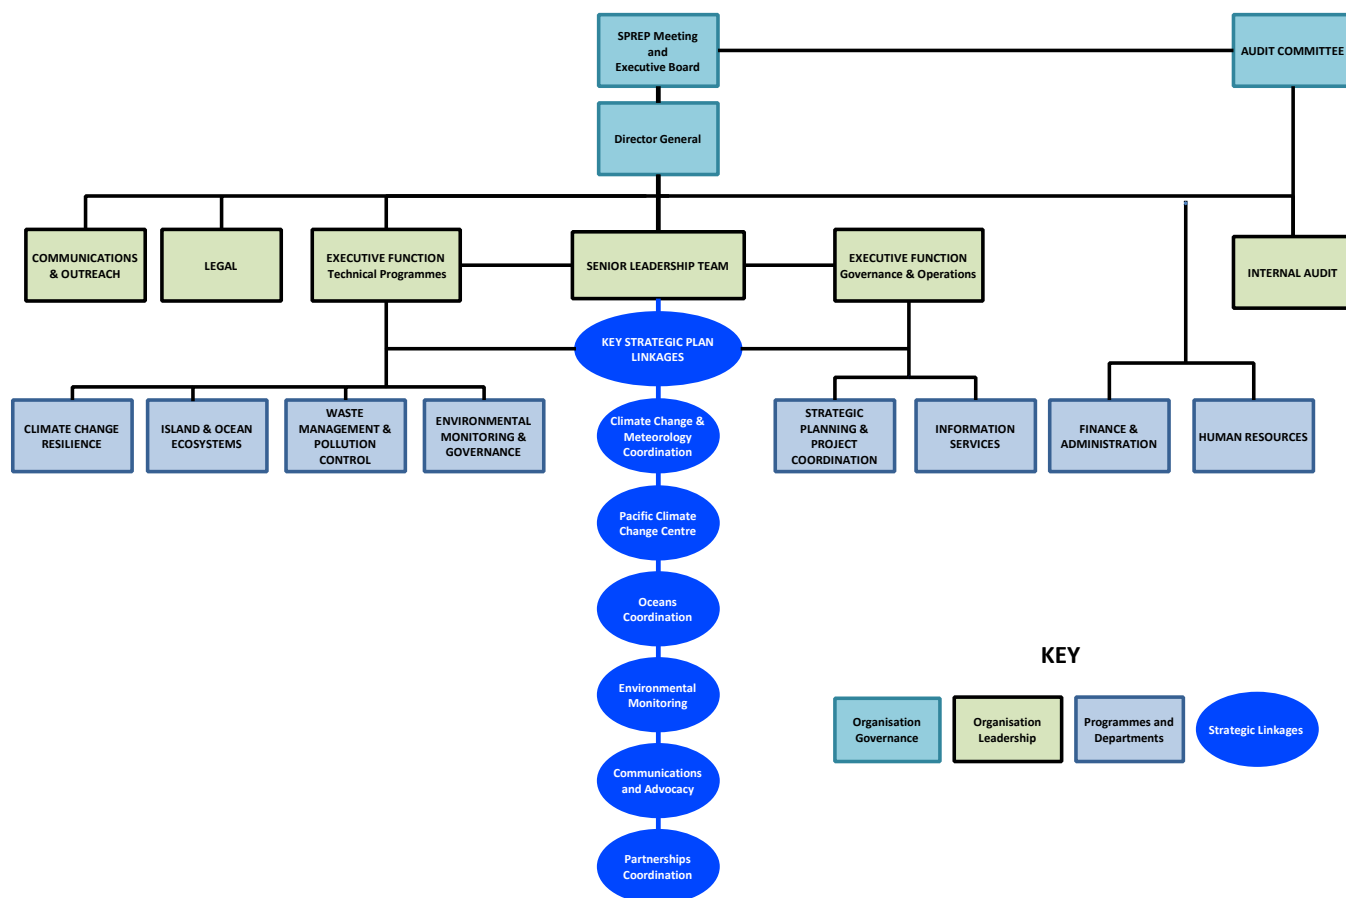 SPREP Meeting
and
Executive Board
AUDIT COMMITTEE
Director General
COMMUNICATIONS
& OUTREACH
LEGAL
EXECUTIVE FUNCTION
Technical Programmes
SENIOR LEADERSHIP TEAM
EXECUTIVE FUNCTION
Governance & Operations
INTERNAL AUDIT
KEY STRATEGIC PLAN
LINKAGES
CLIMATE CHANGE
RESILIENCE
ISLAND & OCEAN
ECOSYSTEMS
WASTE
MANAGEMENT &
POLLUTION
CONTROL
ENVIRONMENTAL
MONITORING &
GOVERNANCE
Climate Change &
Meteorology
Coordination
STRATEGIC
PLANNING &
PROJECT
COORDINATION
INFORMATION
SERVICES
FINANCE &
ADMINISTRATION
HUMAN RESOURCES
Pacific Climate
Change Centre
Oceans
Coordination
Environmental
Monitoring
Communications
and Advocacy
Partnerships
Coordination
KEY
Organisation
Governance
Organisation
Leadership
Programmes and
Departments
Strategic Linkages